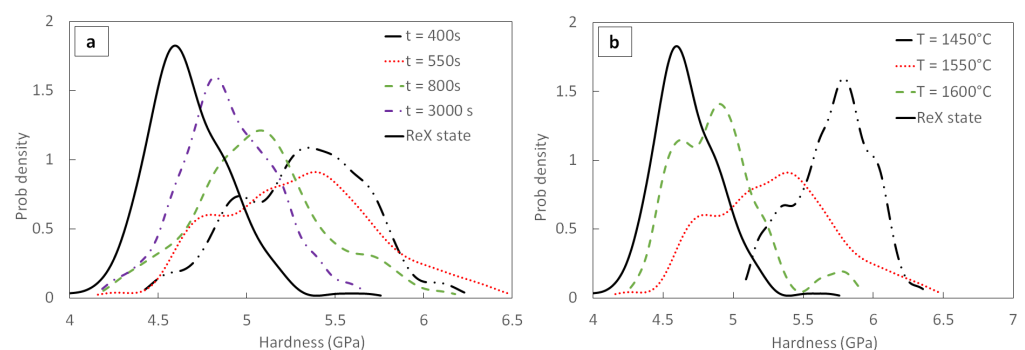 a
t = 400s
t = 550s
t = 800s
t = 3000 s
ReX state
Prob density
2
1.5
1
0.5
0
4
4.5
5
5.5
6
6.5
Hardness (GPa)
b
T = 1450°C
T = 1550°C
T = 1600°C
ReX state
Prob density
2
1.5
1
0.5
0
4
4.5
5
5.5
6
6.5
7
Hardness (GPa)